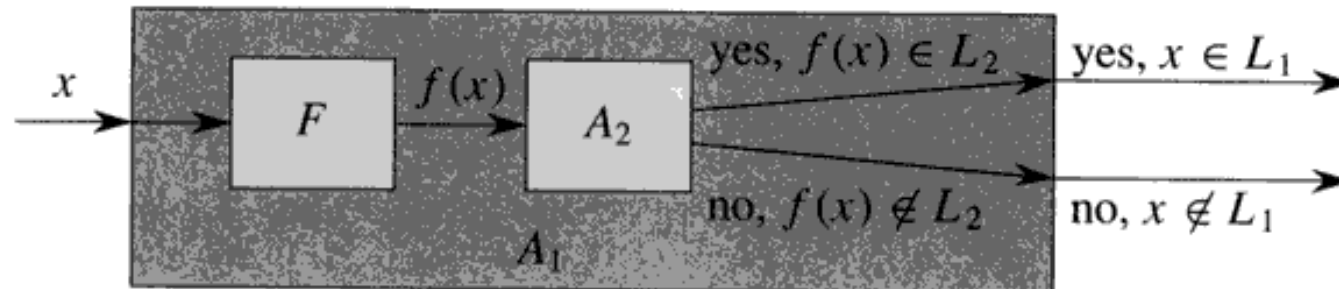 x
F
f(x)
A₂
yes, f(x) ∈ L₂
yes, x ∈ L₁
no, f(x) ∉ L₂
no, x ∉ L₁
A₁